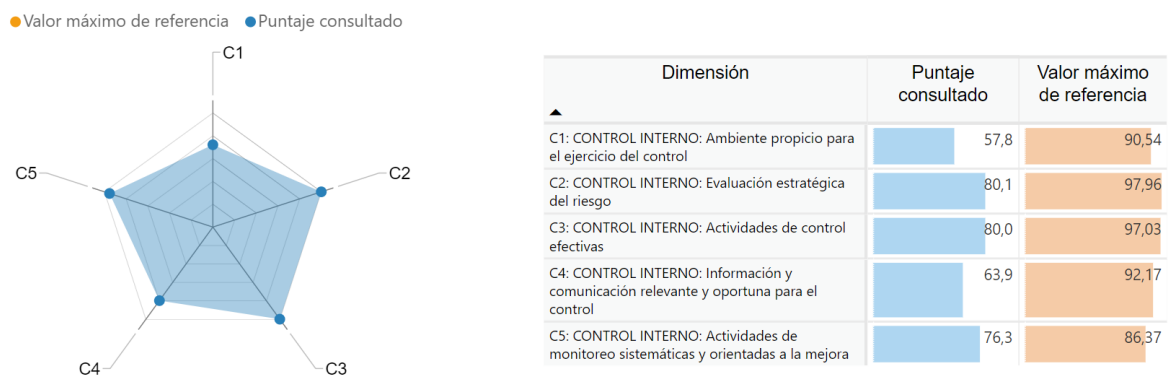 Valor máximo de referencia Puntaje consultado
C1
C2
C3
C4
C5
Dimensión Puntaje consultado Valor máximo de referencia
C1: CONTROL INTERNO: Ambiente propicio para
el ejercicio del control
57,8 90,54
C2: CONTROL INTERNO: Evaluación estratégica
del riesgo
80,1 97,96
C3: CONTROL INTERNO: Actividades de control
efectivas
80,0 97,03
C4: CONTROL INTERNO: Información y
comunicación relevante y oportuna para el
control
63,9 92,17
C5: CONTROL INTERNO: Actividades de
monitoreo sistemáticas y orientadas a la mejora
76,3 86,37